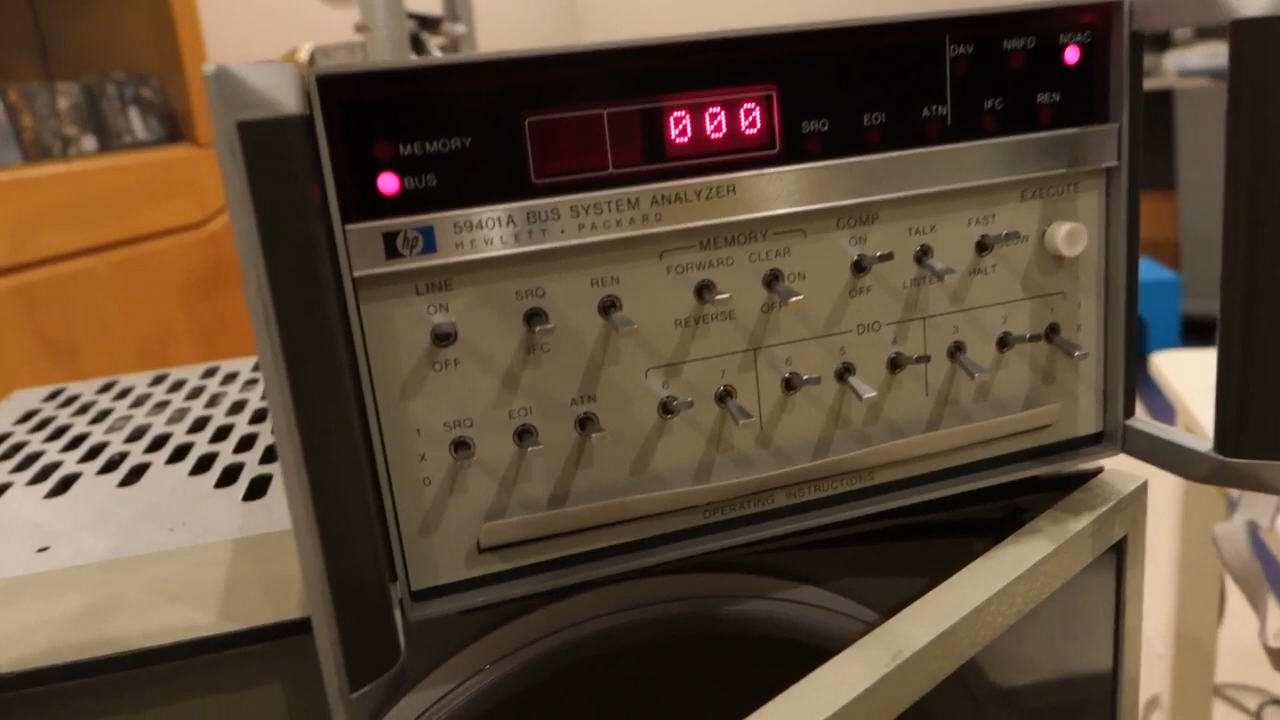 DAV NRFD NDAC
000
MEMORY
SRQ EOI ATN IFC REN
BUS
hp 59401A BUS SYSTEM ANALYZER
HEWLETT • PACKARD
EXECUTE
LINE SRQ REN MEMORY COMP TALK FAST
ON FORWARD CLEAR ON SLOW
ON
OFF IFC REVERSE OFF OFF LISTEN HALT
DIO
1 SRQ EOI ATN 8 7 6 5 4 3 2 1
X X
0
OPERATING INSTRUCTIONS